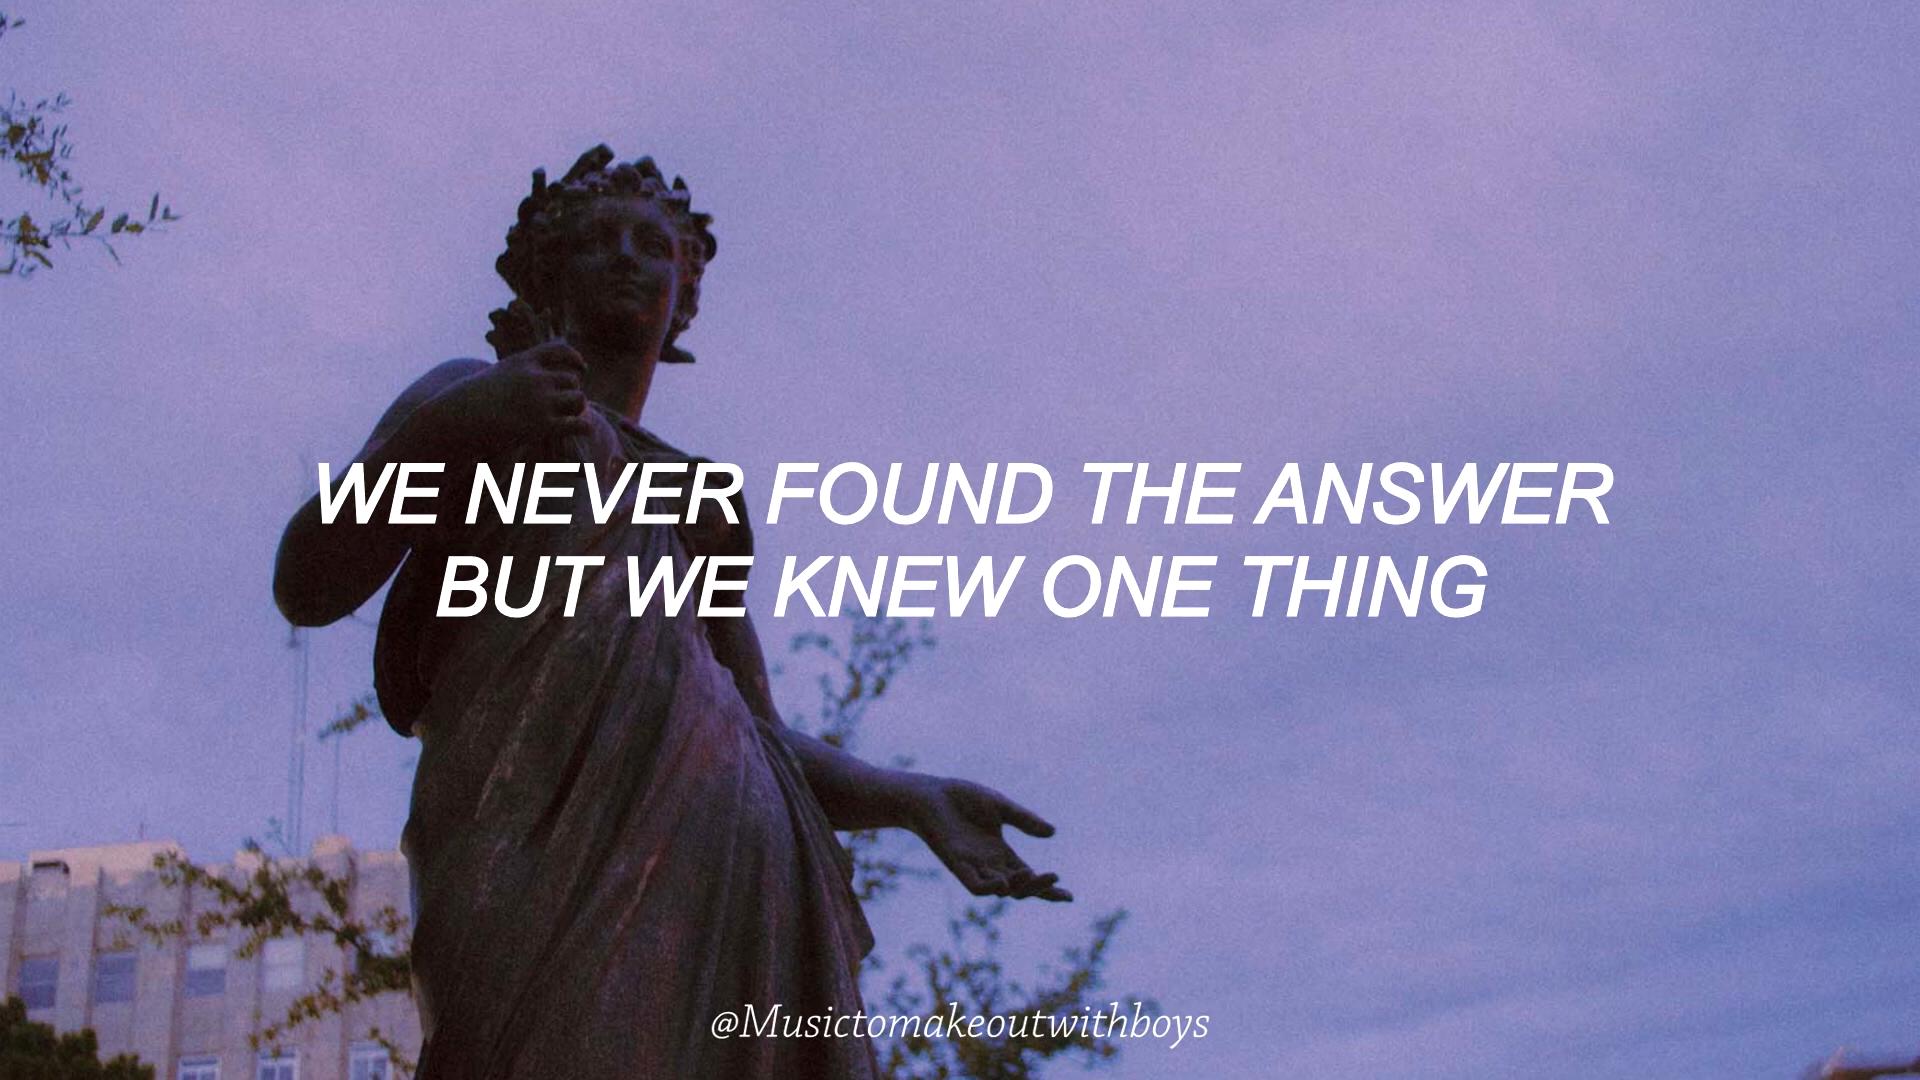 WE NEVER FOUND THE ANSWER
BUT WE KNEW ONE THING
@Musictomakeoutwithboys